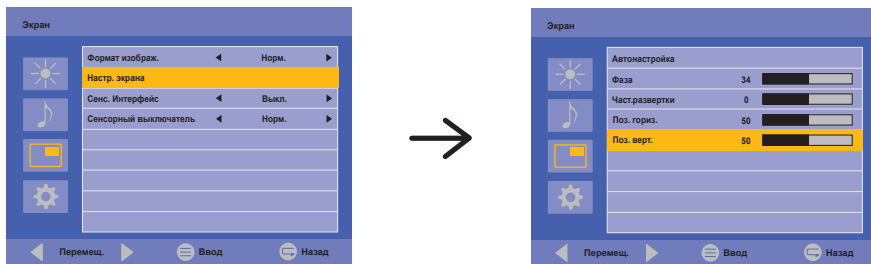 Экран
Формат изображ. Норм.
Настр. экрана
Сенс. Интерфейс Выкл.
Сенсорный выключатель Норм.
Перемещ. Ввод Назад
Экран
Автонастройка
Фаза 34
Част.развертки 0
Поз. гориз. 50
Поз. верт. 50
Перемещ. Ввод Назад